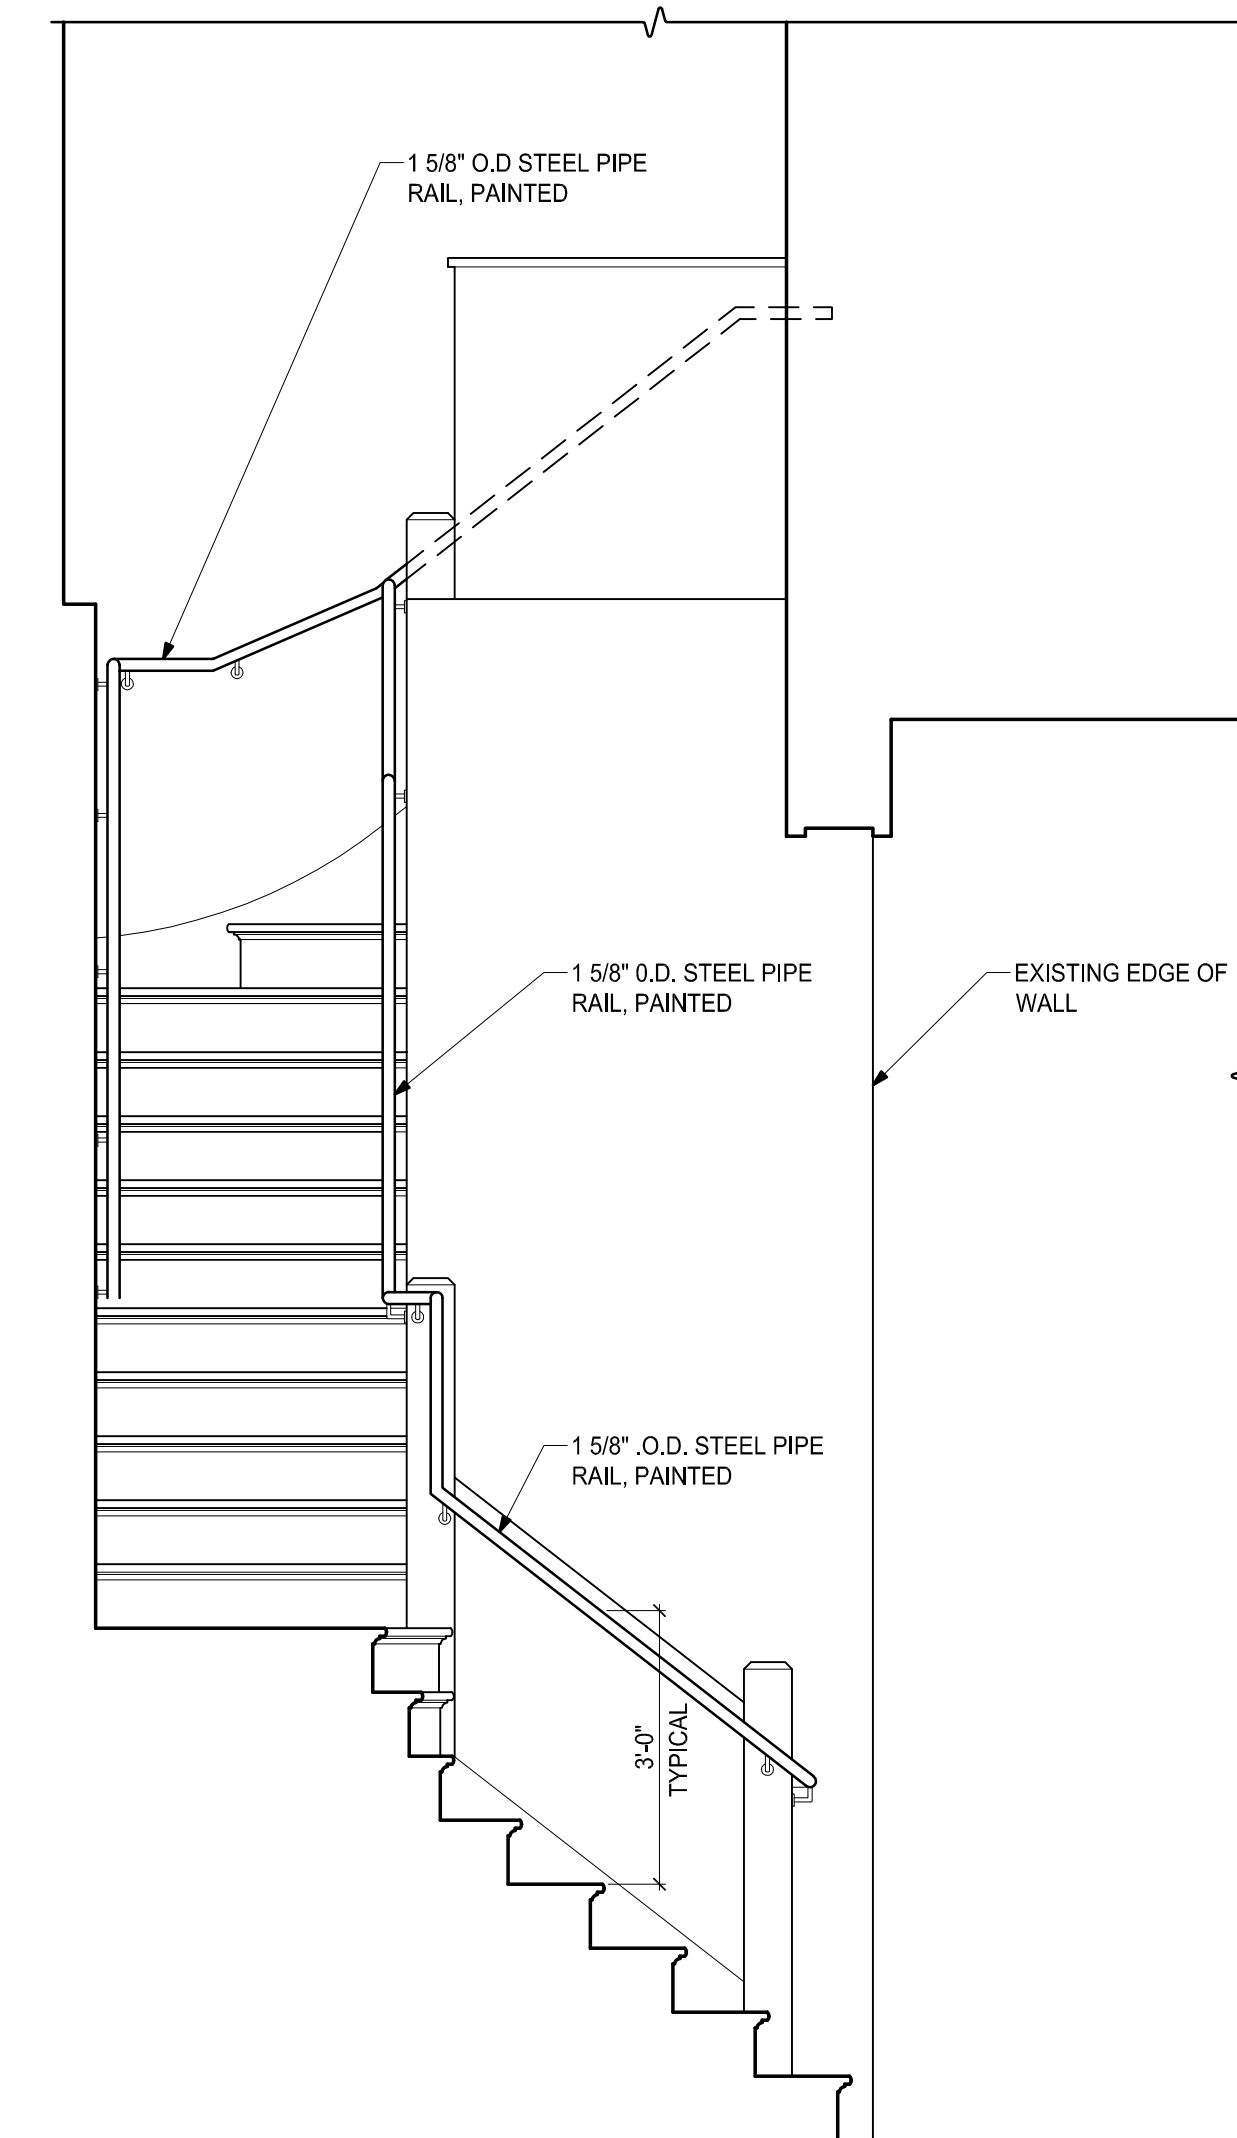 1 5/8" O.D STEEL PIPE
RAIL, PAINTED
1 5/8" 0.D. STEEL PIPE
RAIL, PAINTED
EXISTING EDGE OF
WALL
1 5/8" .O.D. STEEL PIPE
RAIL, PAINTED
3'-0"
TYPICAL